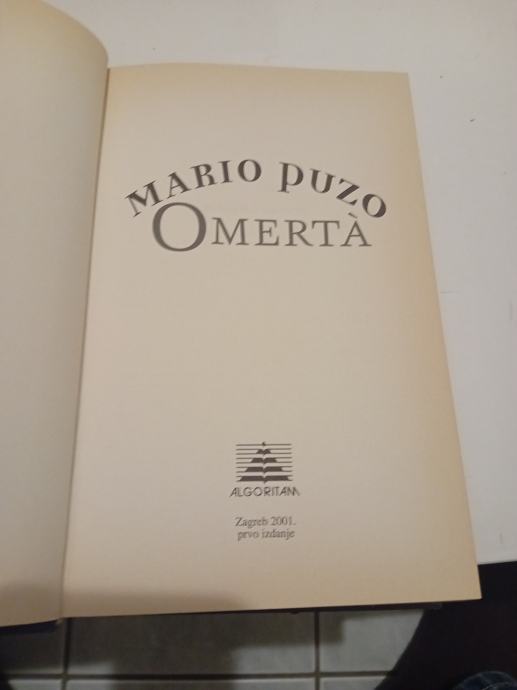 MARIO PUZO
OMERTÀ
ALGORITAM
Zagreb 2001.
prvo izdanje